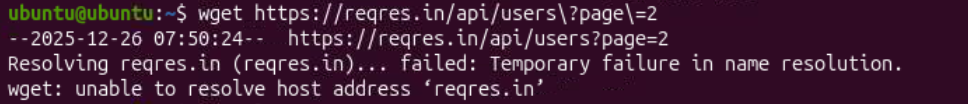 ubuntu@ubuntu:~$ wget https://reqres.in/api/users\?page\=2
--2025-12-26 07:50:24--  https://reqres.in/api/users?page=2
Resolving reqres.in (reqres.in)... failed: Temporary failure in name resolution.
wget: unable to resolve host address ‘reqres.in’